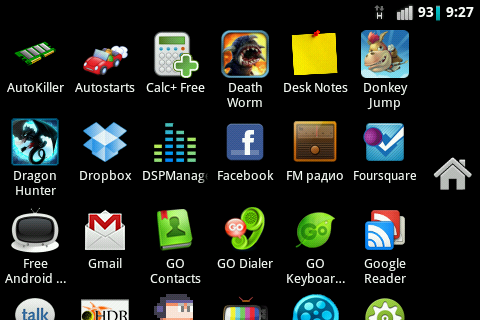 H 93 9:27
AutoKiller Autostarts Calc+ Free Death Worm Desk Notes Donkey Jump
Dragon Hunter Dropbox DSPManag Facebook FM радио Foursquare
Free Android ... Gmail GO Contacts GO Dialer GO Keyboar... Google Reader
talk HDR